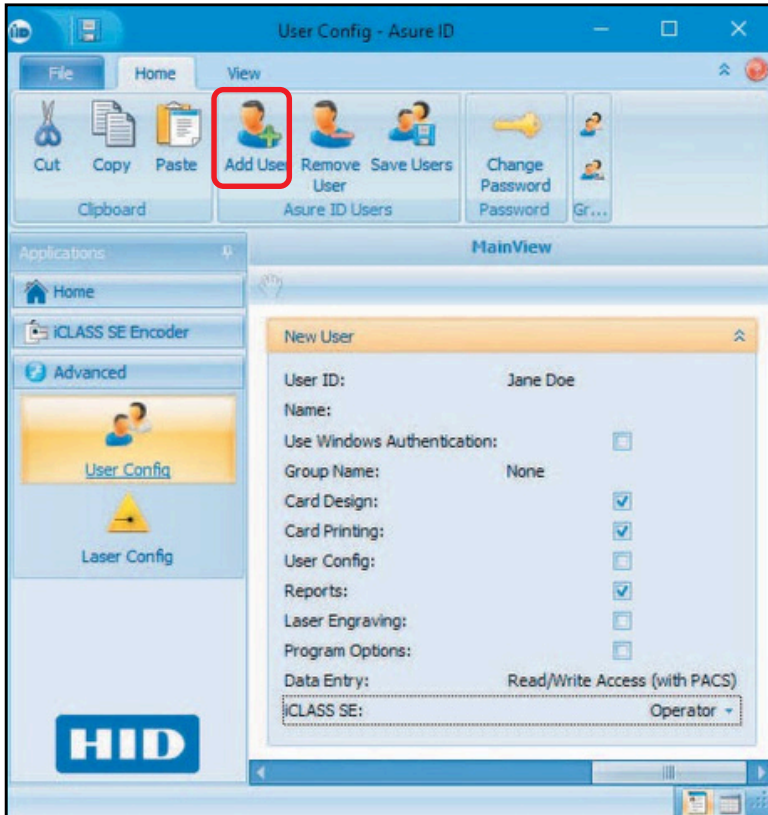 iD
User Config - Asure ID
File Home View
Cut Copy Paste Add User Remove User Save Users Change Password
Clipboard Asure ID Users Password Gr...
Applications
MainView
Home
iCLASS SE Encoder
Advanced
User Config
Laser Config
HID
New User
User ID: Jane Doe
Name:
Use Windows Authentication:
Group Name: None
Card Design:
Card Printing:
User Config:
Reports:
Laser Engraving:
Program Options:
Data Entry: Read/Write Access (with PACS)
iCLASS SE: Operator